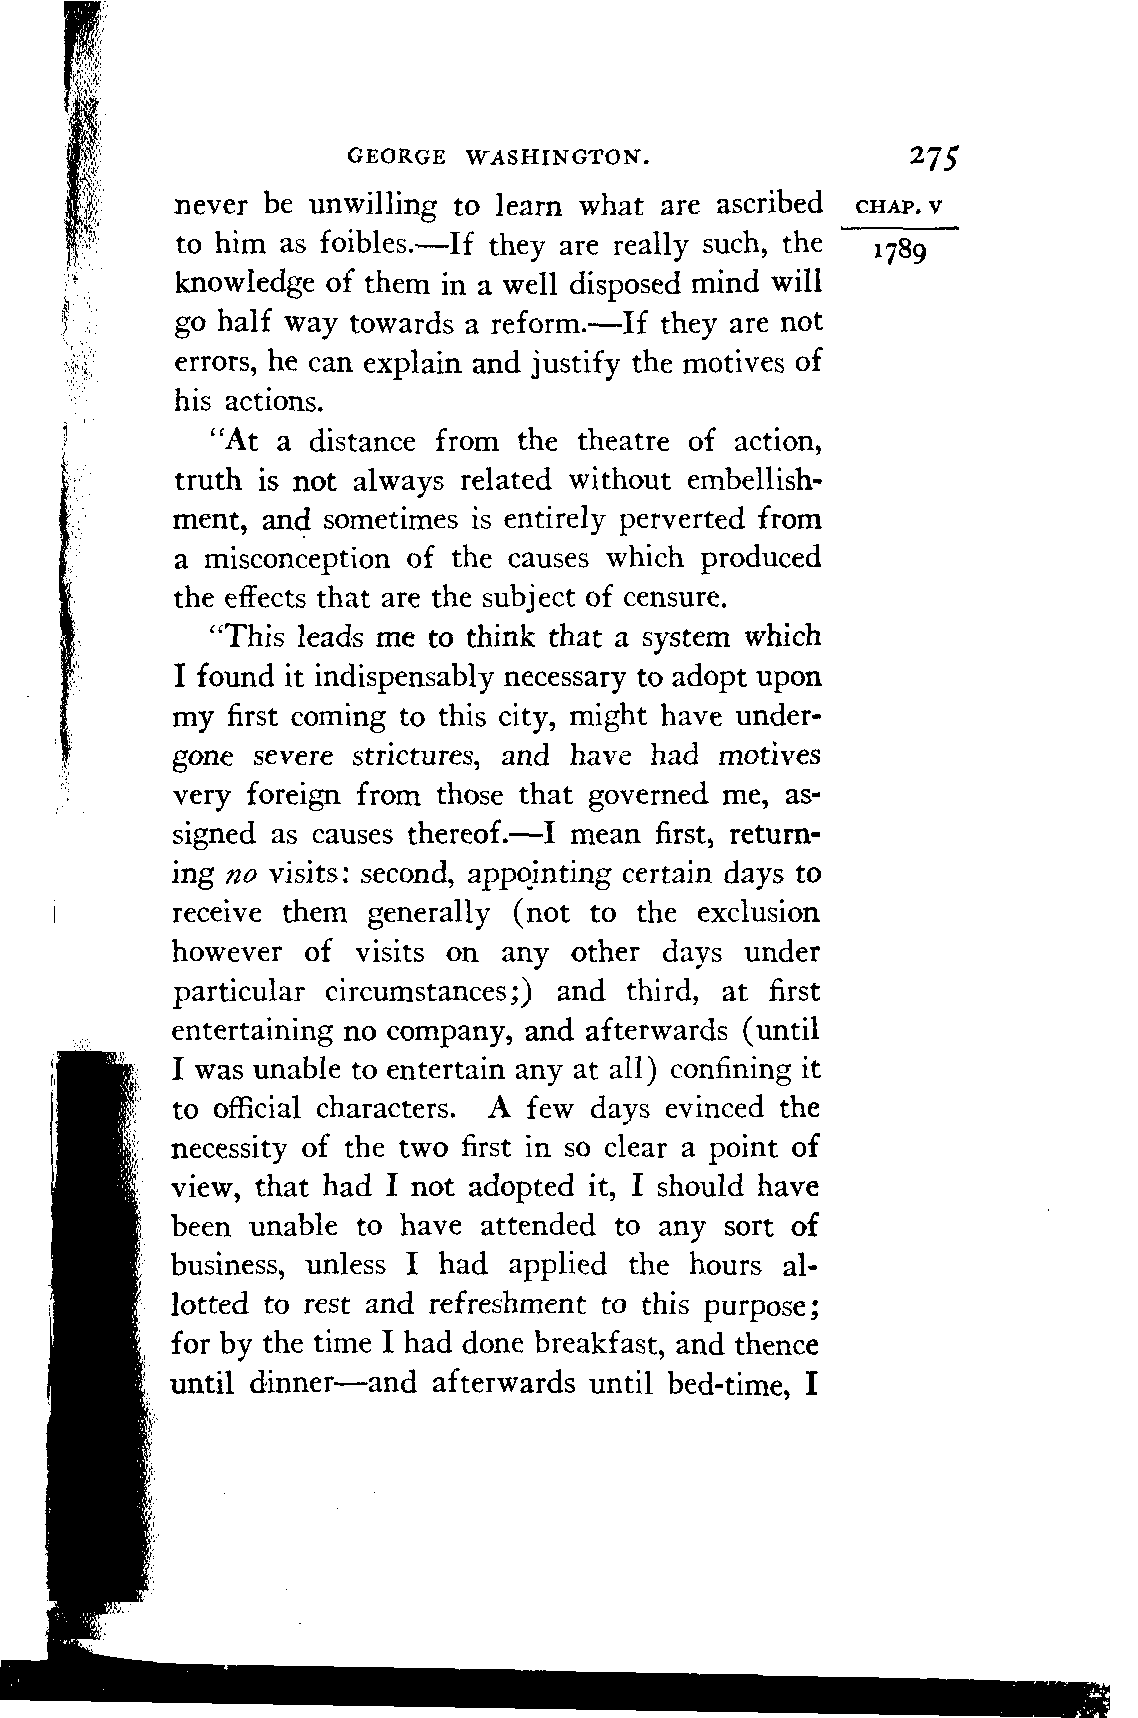 GEORGE WASHINGTON. 275
never be unwilling to learn what are ascribed CHAP. V
to him as foibles.—If they are really such, the 1789
knowledge of them in a well disposed mind will
go half way towards a reform.—If they are not
errors, he can explain and justify the motives of
his actions.
"At a distance from the theatre of action,
truth is not always related without embellish-
ment, and sometimes is entirely perverted from
a misconception of the causes which produced
the effects that are the subject of censure.
"This leads me to think that a system which
I found it indispensably necessary to adopt upon
my first coming to this city, might have under-
gone severe strictures, and have had motives
very foreign from those that governed me, as-
signed as causes thereof.—I mean first, return-
ing no visits: second, appointing certain days to
receive them generally (not to the exclusion
however of visits on any other days under
particular circumstances;) and third, at first
entertaining no company, and afterwards (until
I was unable to entertain any at all) confining it
to official characters. A few days evinced the
necessity of the two first in so clear a point of
view, that had I not adopted it, I should have
been unable to have attended to any sort of
business, unless I had applied the hours al-
lotted to rest and refreshment to this purpose;
for by the time I had done breakfast, and thence
until dinner—and afterwards until bed-time, I